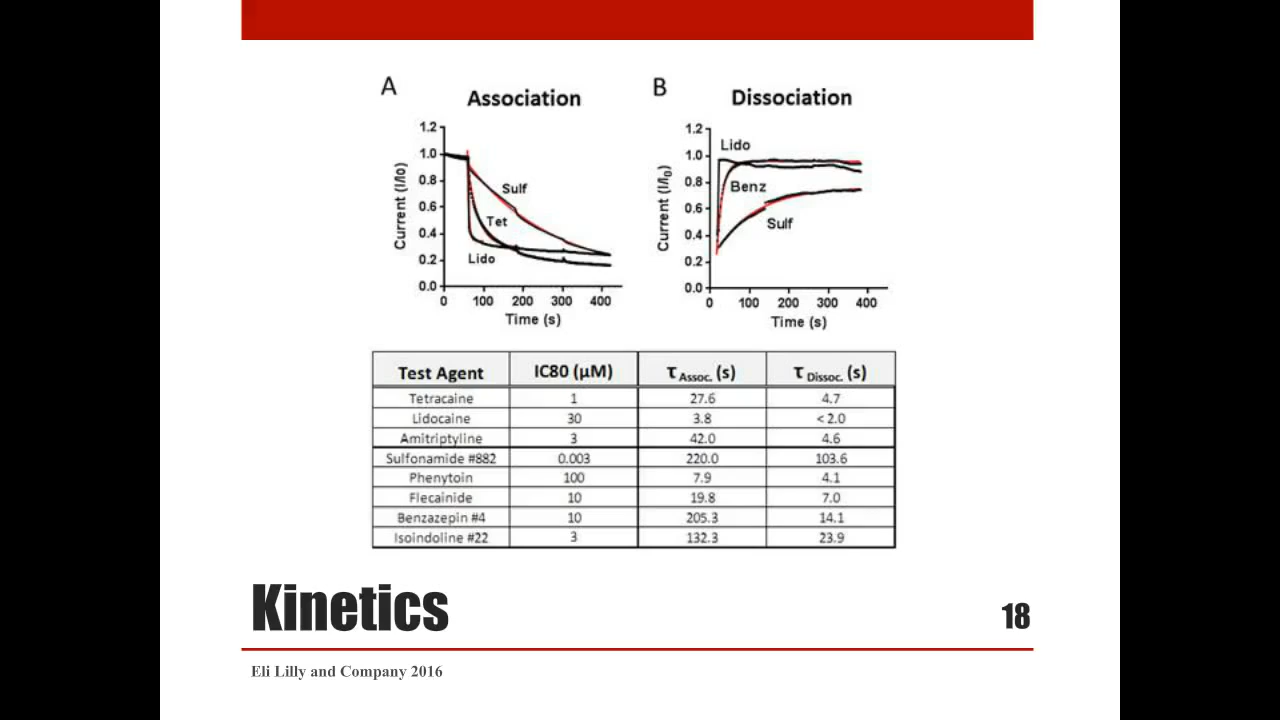 A
Association
1.2
1.0
0.8
0.6
0.4
0.2
0.0
Current (I/I0)
Sulf
Tet
Lido
0 100 200 300 400
Time (s)
B
Dissociation
1.2
1.0
0.8
0.6
0.4
0.2
0.0
Current (I/I₀)
Lido
Benz
Sulf
0 100 200 300 400
Time (s)
Test Agent IC80 (µM) τ Assoc. (s) τ Dissoc. (s)
Tetracaine 1 27.6 4.7
Lidocaine 30 3.8 < 2.0
Amitriptyline 3 42.0 4.6
Sulfonamide #882 0.003 220.0 103.6
Phenytoin 100 7.9 4.1
Flecainide 10 19.8 7.0
Benzazepin #4 10 205.3 14.1
Isoindoline #22 3 132.3 23.9
Kinetics
18
Eli Lilly and Company 2016